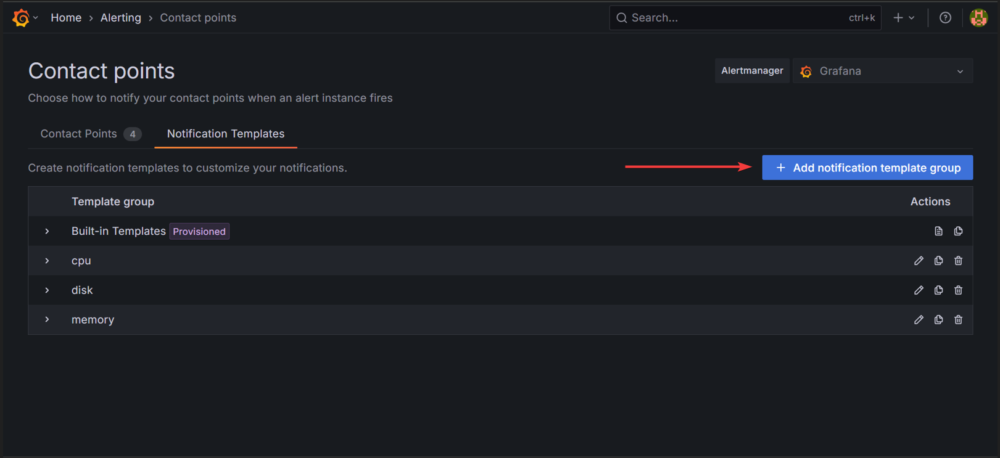 Home › Alerting › Contact points
Search...
ctrl+k
Contact points
Alertmanager
Grafana
Choose how to notify your contact points when an alert instance fires
Contact Points 4
Notification Templates
Create notification templates to customize your notifications.
+ Add notification template group
Template group
Actions
Built-in Templates Provisioned
cpu
disk
memory